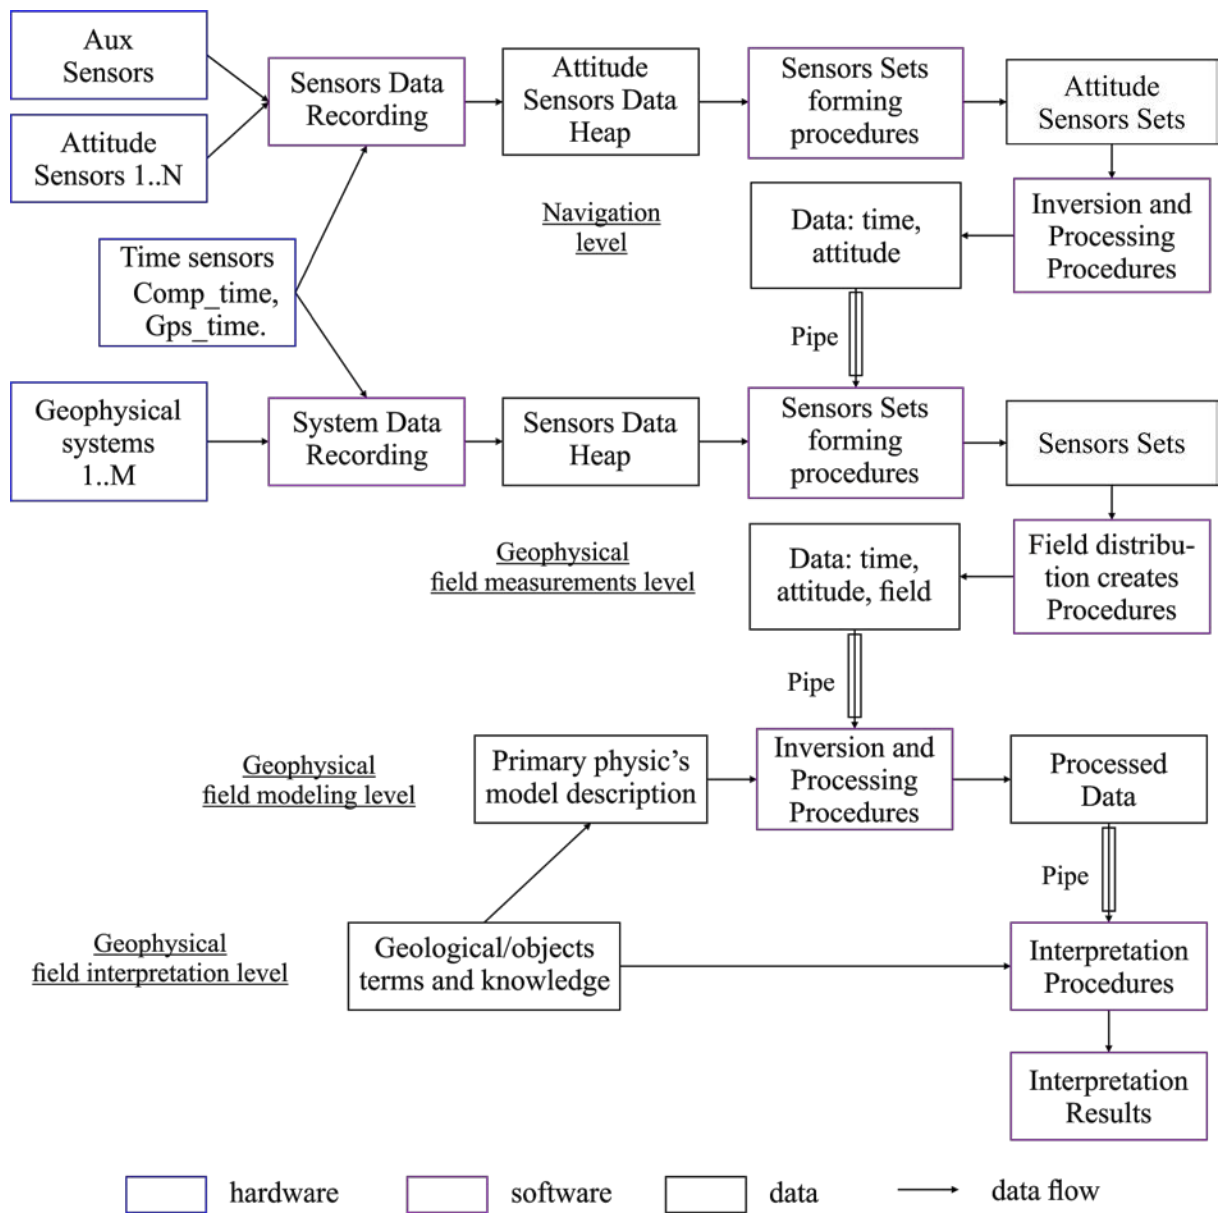 Aux
Sensors
Attitude
Sensors 1..N
Sensors Data
Recording
Attitude
Sensors Data
Heap
Sensors Sets
forming
procedures
Attitude
Sensors Sets
Navigation
level
Data: time,
attitude
Inversion and
Processing
Procedures
Time sensors
Comp_time,
Gps_time.
Pipe
Geophysical
systems
1..M
System Data
Recording
Sensors Data
Heap
Sensors Sets
forming
procedures
Sensors Sets
Geophysical
field measurements level
Data: time,
attitude, field
Field distribu-
tion creates
Procedures
Pipe
Geophysical
field modeling level
Primary physic's
model description
Inversion and
Processing
Procedures
Processed
Data
Pipe
Geophysical
field interpretation level
Geological/objects
terms and knowledge
Interpretation
Procedures
Interpretation
Results
hardware
software
data
data flow